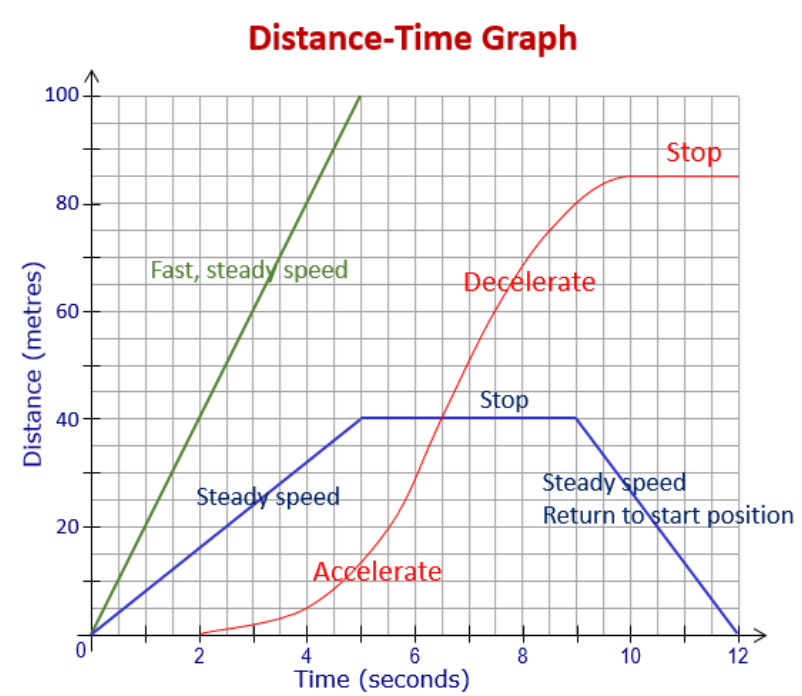 Distance-Time Graph
100
Stop
80
Fast, steady speed
Decelerate
60
Distance (metres)
Stop
40
Steady speed
Steady speed
Return to start position
20
Accelerate
0
2 4 6 8 10 12
Time (seconds)